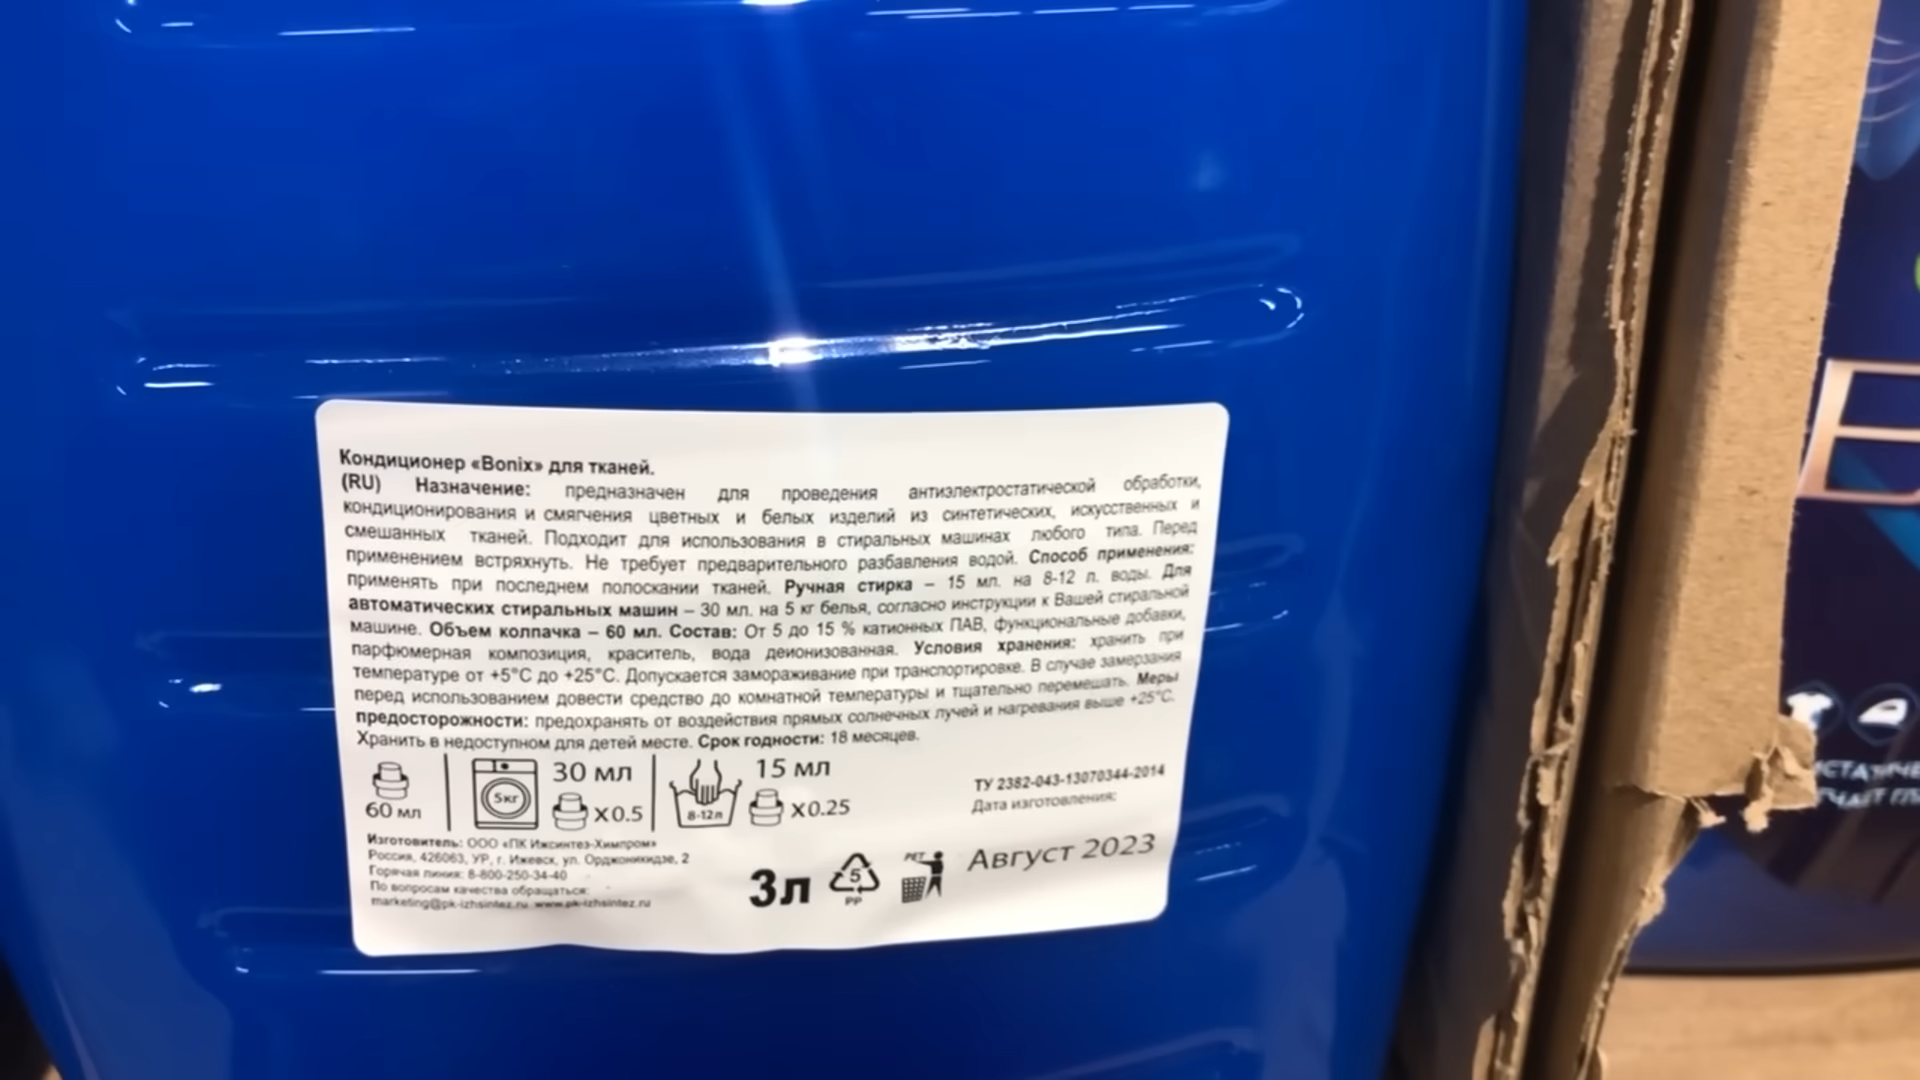 Кондиционер «Bonix» для тканей.
(RU) Назначение: предназначен для проведения антиэлектростатической обработки,
кондиционирования и смягчения цветных и белых изделий из синтетических, искусственных и
смешанных тканей. Подходит для использования в стиральных машинах любого типа. Перед
применением встряхнуть. Не требует предварительного разбавления водой. Способ применения:
применять при последнем полоскании тканей. Ручная стирка – 15 мл. на 8-12 л. воды. Для
автоматических стиральных машин – 30 мл. на 5 кг белья, согласно инструкции к Вашей стиральной
машине. Объем колпачка – 60 мл. Состав: От 5 до 15 % катионных ПАВ, функциональные добавки,
парфюмерная композиция, краситель, вода деионизованная. Условия хранения: хранить при
температуре от +5°С до +25°С. Допускается замораживание при транспортировке. В случае замерзания
перед использованием довести средство до комнатной температуры и тщательно перемешать. Меры
предосторожности: предохранять от воздействия прямых солнечных лучей и нагревания выше +25°С.
Хранить в недоступном для детей месте. Срок годности: 18 месяцев.
60 мл
5кг
30 мл
X0.5
8-12л
15 мл
X0.25
ТУ 2382-043-13070344-2014
Дата изготовления:
Август 2023
Изготовитель: ООО «ПК Ижсинтез-Химпром»
Россия, 426063, УР, г. Ижевск, ул. Орджоникидзе, 2
Горячая линия: 8-800-250-34-40
По вопросам качества обращаться:
marketing@pk-izhsintez.ru www.pk-izhsintez.ru
3л
5
PP
PET